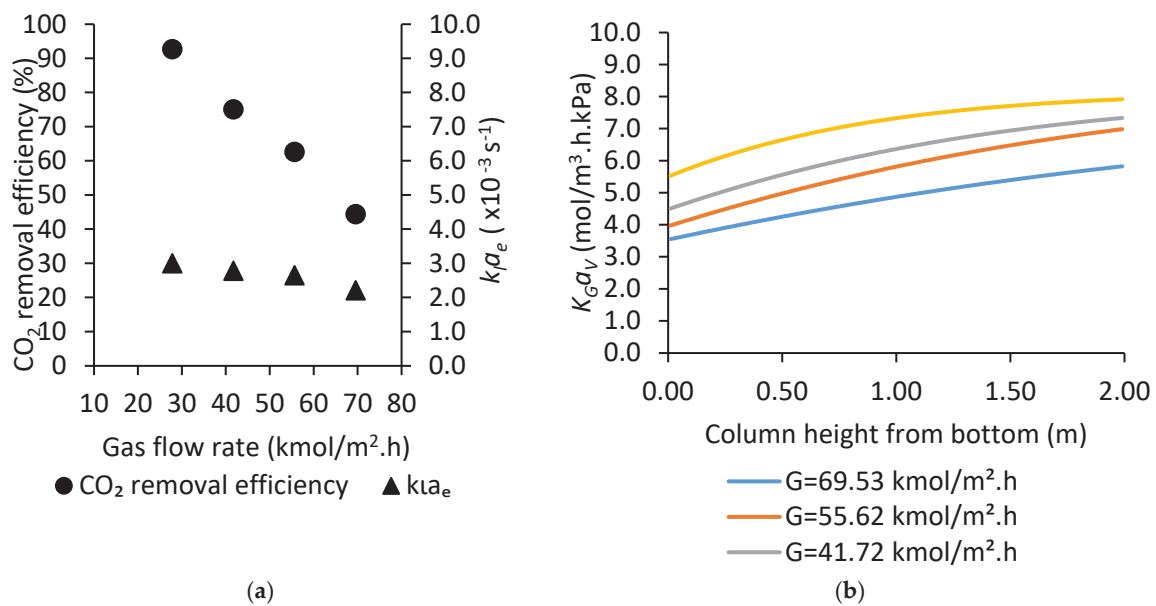 CO₂ removal efficiency (%)
100
90
80
70
60
50
40
30
20
10
0
10.0
9.0
8.0
7.0
6.0
5.0
4.0
3.0
2.0
1.0
0.0
kₗaₑ ( x10⁻³ s⁻¹)
10 20 30 40 50 60 70 80
Gas flow rate (kmol/m².h)
CO₂ removal efficiency kɩaₑ
(a)
K_G a_V (mol/m³.h.kPa)
10.0
9.0
8.0
7.0
6.0
5.0
4.0
3.0
2.0
1.0
0.0
0.00 0.50 1.00 1.50 2.00
Column height from bottom (m)
G=69.53 kmol/m².h
G=55.62 kmol/m².h
G=41.72 kmol/m².h
(b)